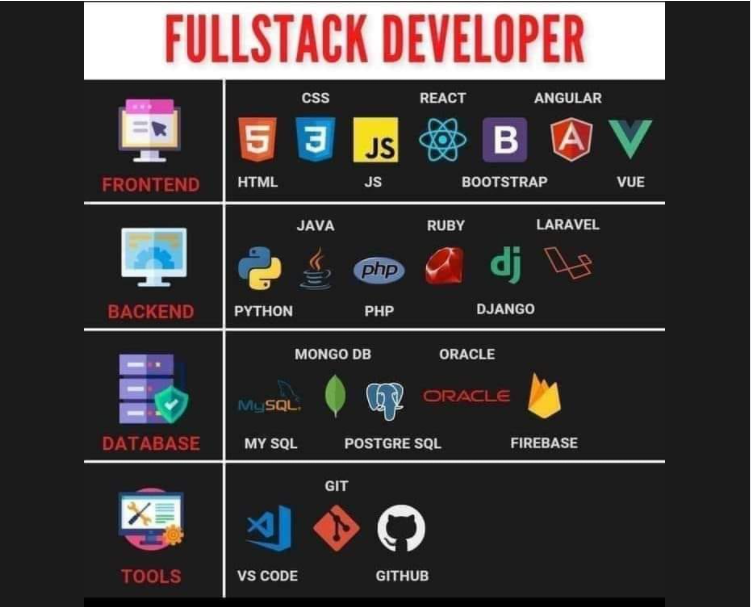 FULLSTACK DEVELOPER
CSS REACT ANGULAR
5 3 JS B A
FRONTEND HTML JS BOOTSTRAP VUE
JAVA RUBY LARAVEL
php dj
BACKEND PYTHON PHP DJANGO
MONGO DB ORACLE
MySQL. ORACLE
DATABASE MY SQL POSTGRE SQL FIREBASE
GIT
TOOLS VS CODE GITHUB